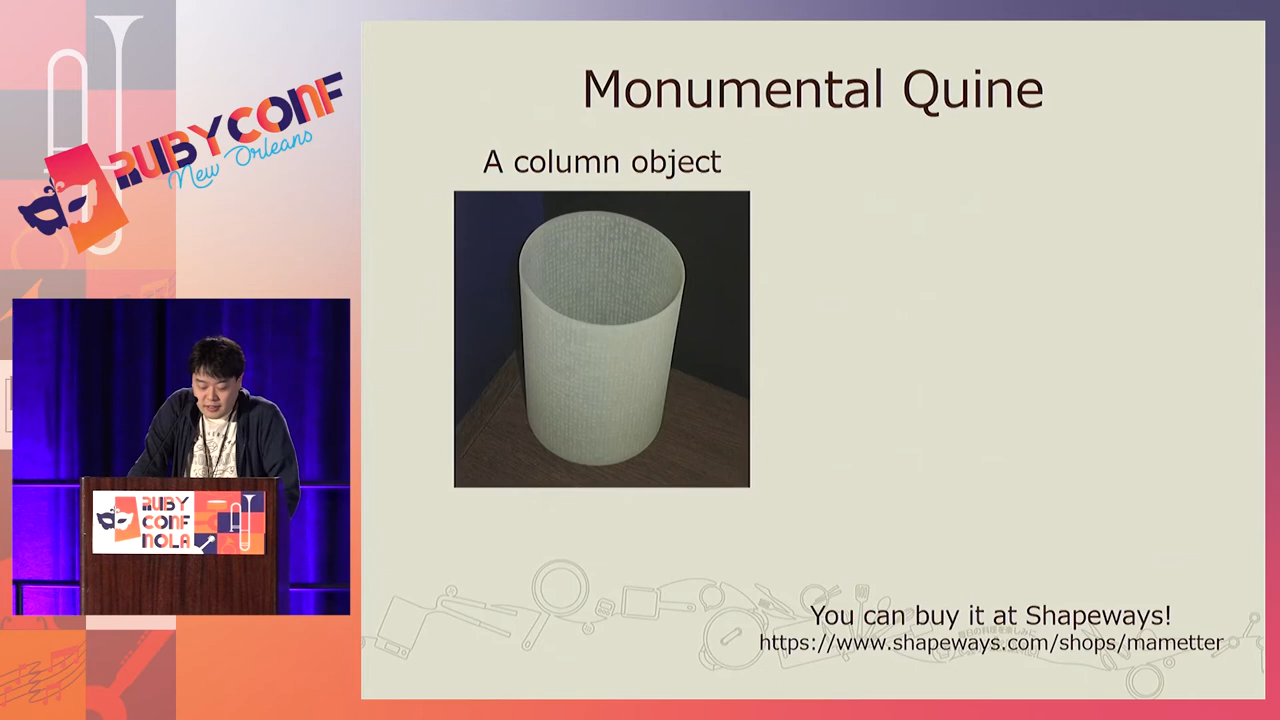 RUBYCONF
New Orleans
RUBY
CONF
NOLA
Monumental Quine
A column object
You can buy it at Shapeways!
https://www.shapeways.com/shops/mametter